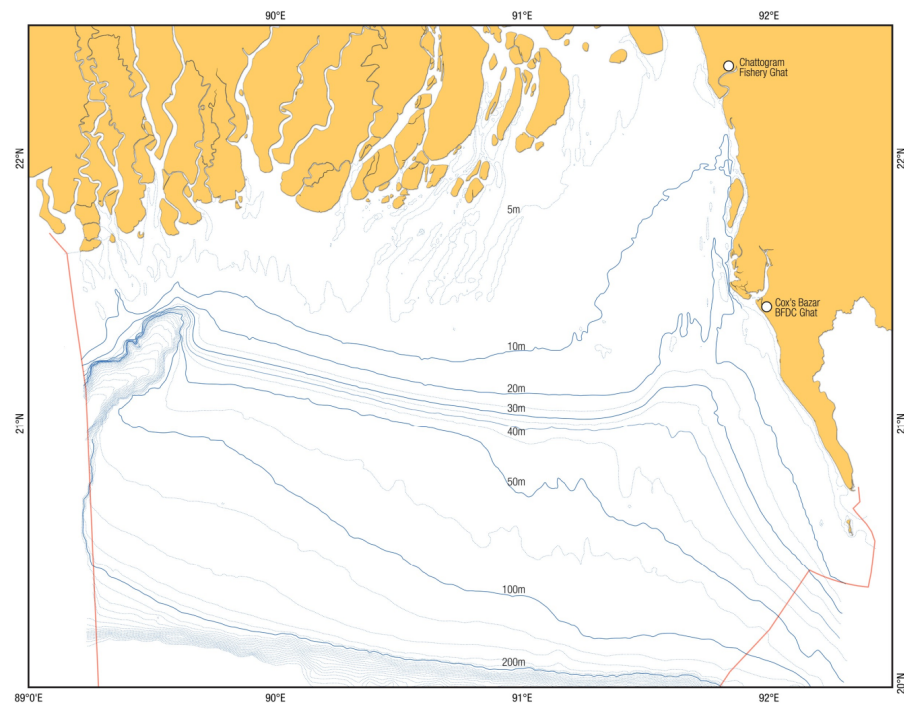 90°E
91°E
92°E
Chattogram
Fishery Ghat
22°N
22°N
5m
Cox's Bazar
BFDC Ghat
10m
20m
30m
40m
21°N
21°N
50m
100m
200m
20°N
89°0'E
90°E
91°E
92°E